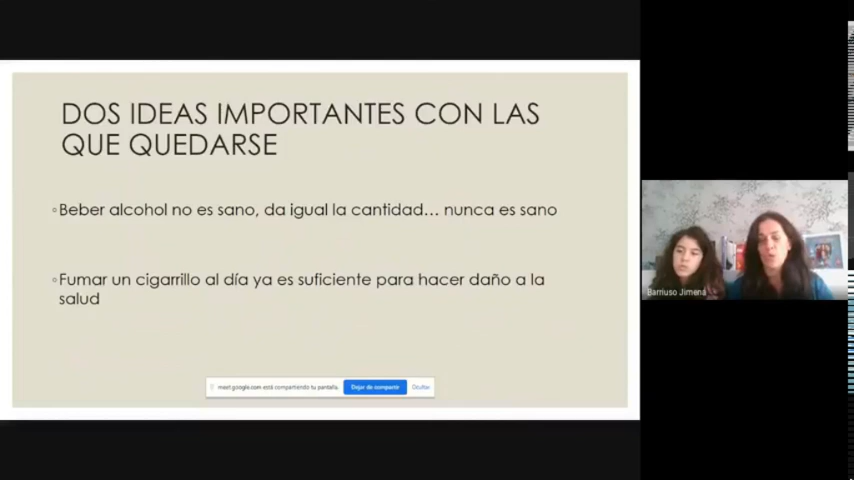 DOS IDEAS IMPORTANTES CON LAS
QUE QUEDARSE
◦Beber alcohol no es sano, da igual la cantidad… nunca es sano
◦Fumar un cigarrillo al día ya es suficiente para hacer daño a la
salud
Barriuso Jimena
meet.google.com está compartiendo tu pantalla. Dejar de compartir Ocultar